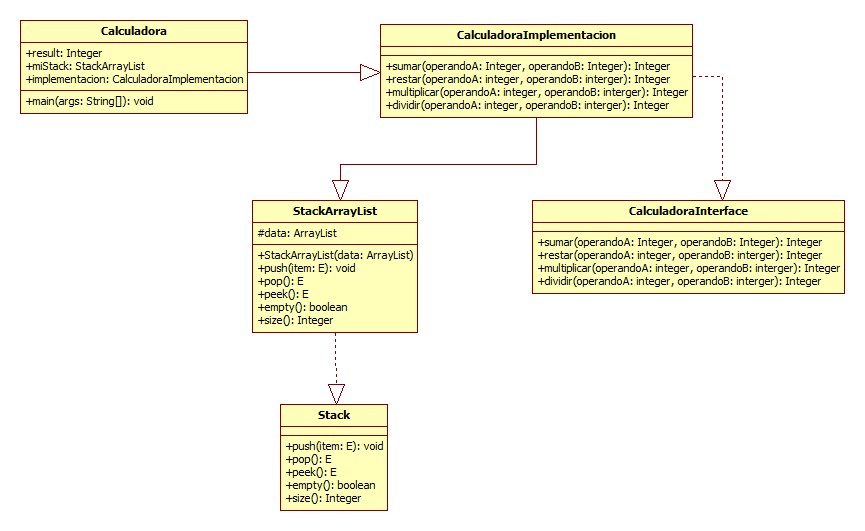 Calculadora
+result: Integer
+miStack: StackArrayList
+implementacion: CalculadoraImplementacion
+main(args: String[]): void
CalculadoraImplementacion
+sumar(operandoA: Integer, operandoB: Integer): Integer
+restar(operandoA: integer, operandoB: interger): Integer
+multiplicar(operandoA: integer, operandoB: interger): Integer
+dividir(operandoA: integer, operandoB: interger): Integer
StackArrayList
#data: ArrayList
+StackArrayList(data: ArrayList)
+push(item: E): void
+pop(): E
+peek(): E
+empty(): boolean
+size(): Integer
CalculadoraInterface
+sumar(operandoA: Integer, operandoB: Integer): Integer
+restar(operandoA: integer, operandoB: interger): Integer
+multiplicar(operandoA: integer, operandoB: interger): Integer
+dividir(operandoA: integer, operandoB: interger): Integer
Stack
+push(item: E): void
+pop(): E
+peek(): E
+empty(): boolean
+size(): Integer